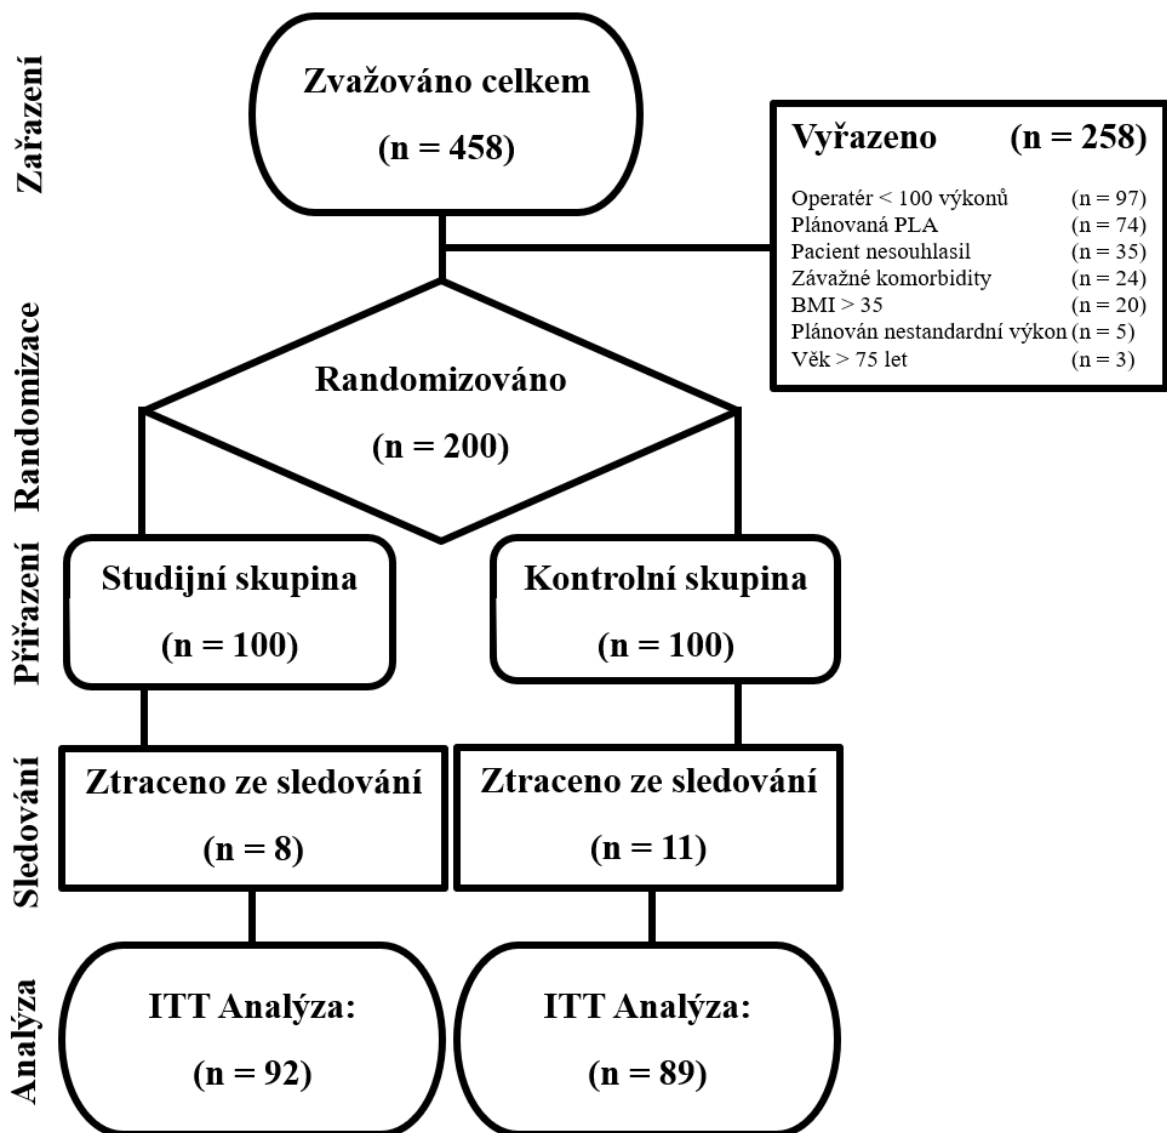 Zařazení
Zvažováno celkem
(n = 458)
Vyřazeno (n = 258)
Operatér < 100 výkonů (n = 97)
Plánovaná PLA (n = 74)
Pacient nesouhlasil (n = 35)
Závažné komorbidity (n = 24)
BMI > 35 (n = 20)
Plánován nestandardní výkon (n = 5)
Věk > 75 let (n = 3)
Randomizace
Randomizováno
(n = 200)
Přiřazení
Studijní skupina
(n = 100)
Kontrolní skupina
(n = 100)
Sledování
Ztraceno ze sledování
(n = 8)
Ztraceno ze sledování
(n = 11)
Analýza
ITT Analýza:
(n = 92)
ITT Analýza:
(n = 89)